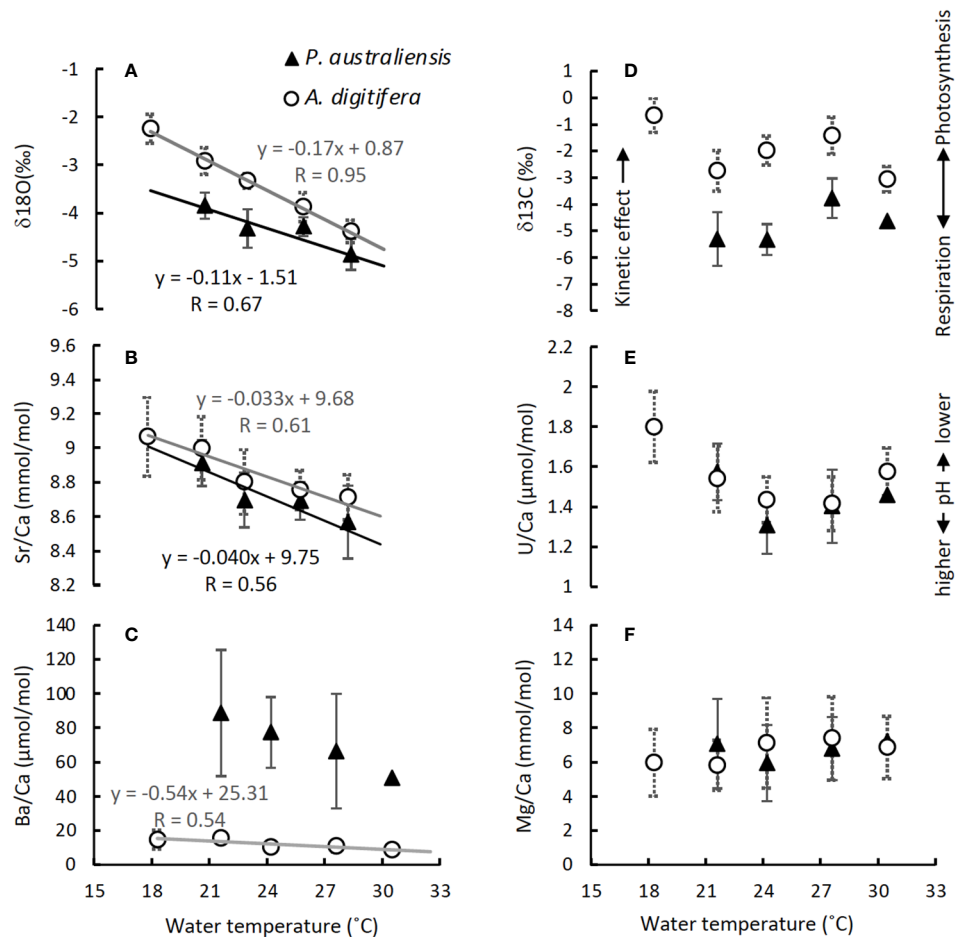 A
▲ P. australiensis
○ A. digitifera
-1
-2
-3
-4
-5
-6
δ18O(‰)
y = -0.17x + 0.87
R = 0.95
y = -0.11x - 1.51
R = 0.67
B
9.6
9.4
9.2
9
8.8
8.6
8.4
8.2
Sr/Ca (mmol/mol)
y = -0.033x + 9.68
R = 0.61
y = -0.040x + 9.75
R = 0.56
C
140
120
100
80
60
40
20
0
Ba/Ca (µmol/mol)
y = -0.54x + 25.31
R = 0.54
15 18 21 24 27 30 33
Water temperature (˚C)
D
1
0
-1
-2
-3
-4
-5
-6
-7
-8
δ13C (‰)
Kinetic effect
Photosynthesis
Respiration
E
2.2
2
1.8
1.6
1.4
1.2
1
U/Ca (µmol/mol)
higher ← pH → lower
F
14
12
10
8
6
4
2
0
Mg/Ca (mmol/mol)
15 18 21 24 27 30 33
Water temperature (˚C)